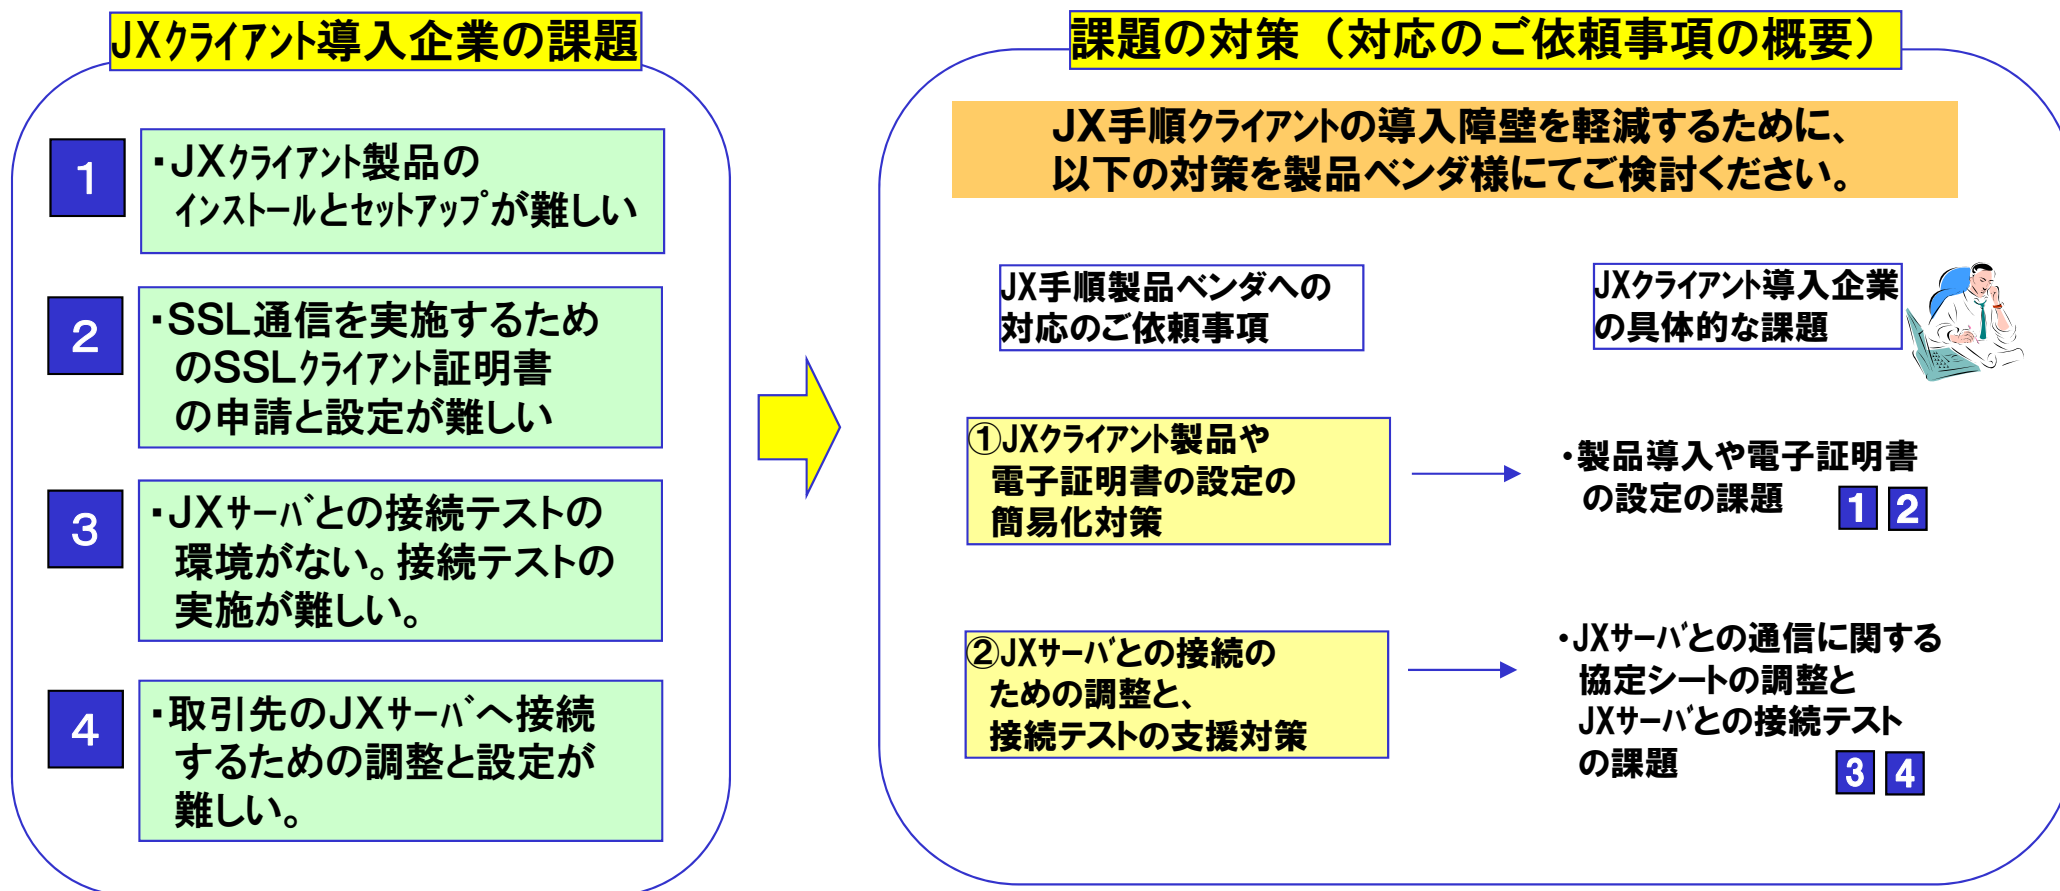 JXクライアント導入企業の課題
1
・JXクライアント製品の
インストールとセットアップが難しい
2
・SSL通信を実施するため
のSSLクライアント証明書
の申請と設定が難しい
3
・JXサーバとの接続テストの
環境がない。接続テストの
実施が難しい。
4
・取引先のJXサーバへ接続
するための調整と設定が
難しい。
課題の対策（対応のご依頼事項の概要）
JX手順クライアントの導入障壁を軽減するために、
以下の対策を製品ベンダ様にてご検討ください。
JX手順製品ベンダへの
対応のご依頼事項
JXクライアント導入企業
の具体的な課題
①JXクライアント製品や
電子証明書の設定の
簡易化対策
・製品導入や電子証明書
の設定の課題 1 2
②JXサーバとの接続の
ための調整と、
接続テストの支援対策
・JXサーバとの通信に関する
協定シートの調整と
JXサーバとの接続テスト
の課題 3 4